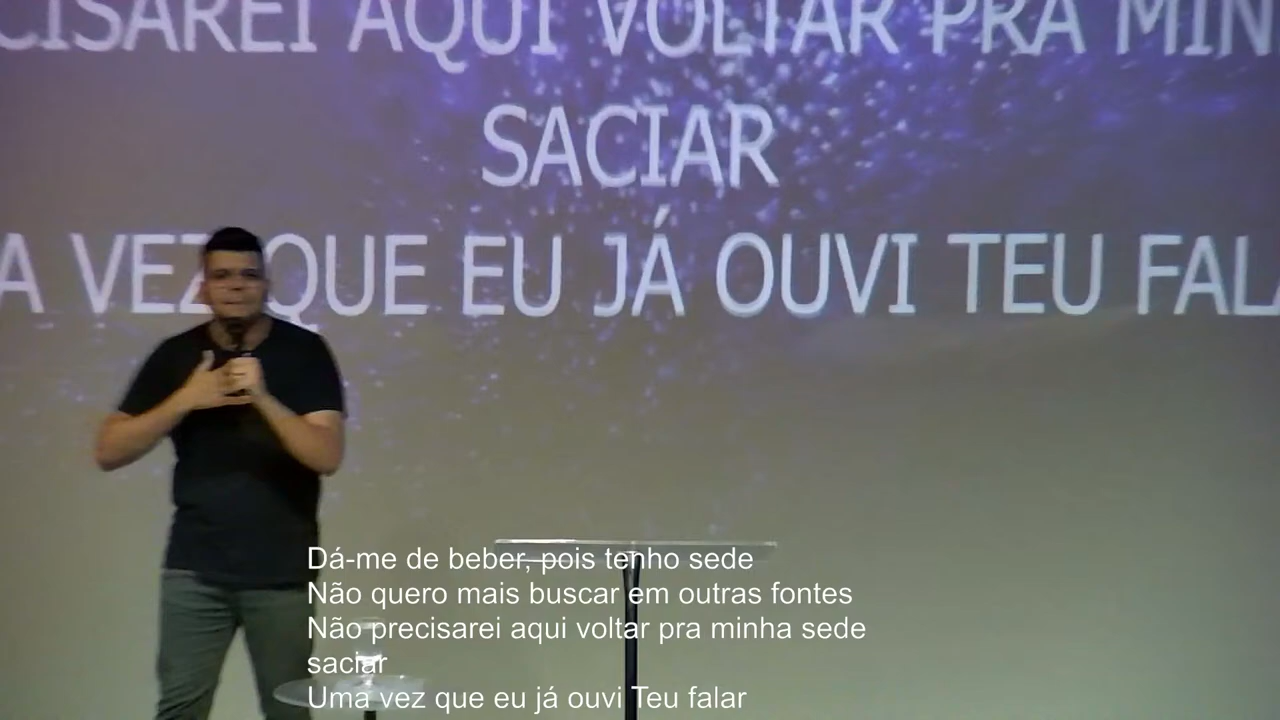 CISAREI AQUI VOLTAR PRA MIN
SACIAR
A VEZ QUE EU JÁ OUVI TEU FALA
Dá-me de beber, pois tenho sede
Não quero mais buscar em outras fontes
Não precisarei aqui voltar pra minha sede
saciar
Uma vez que eu já ouvi Teu falar